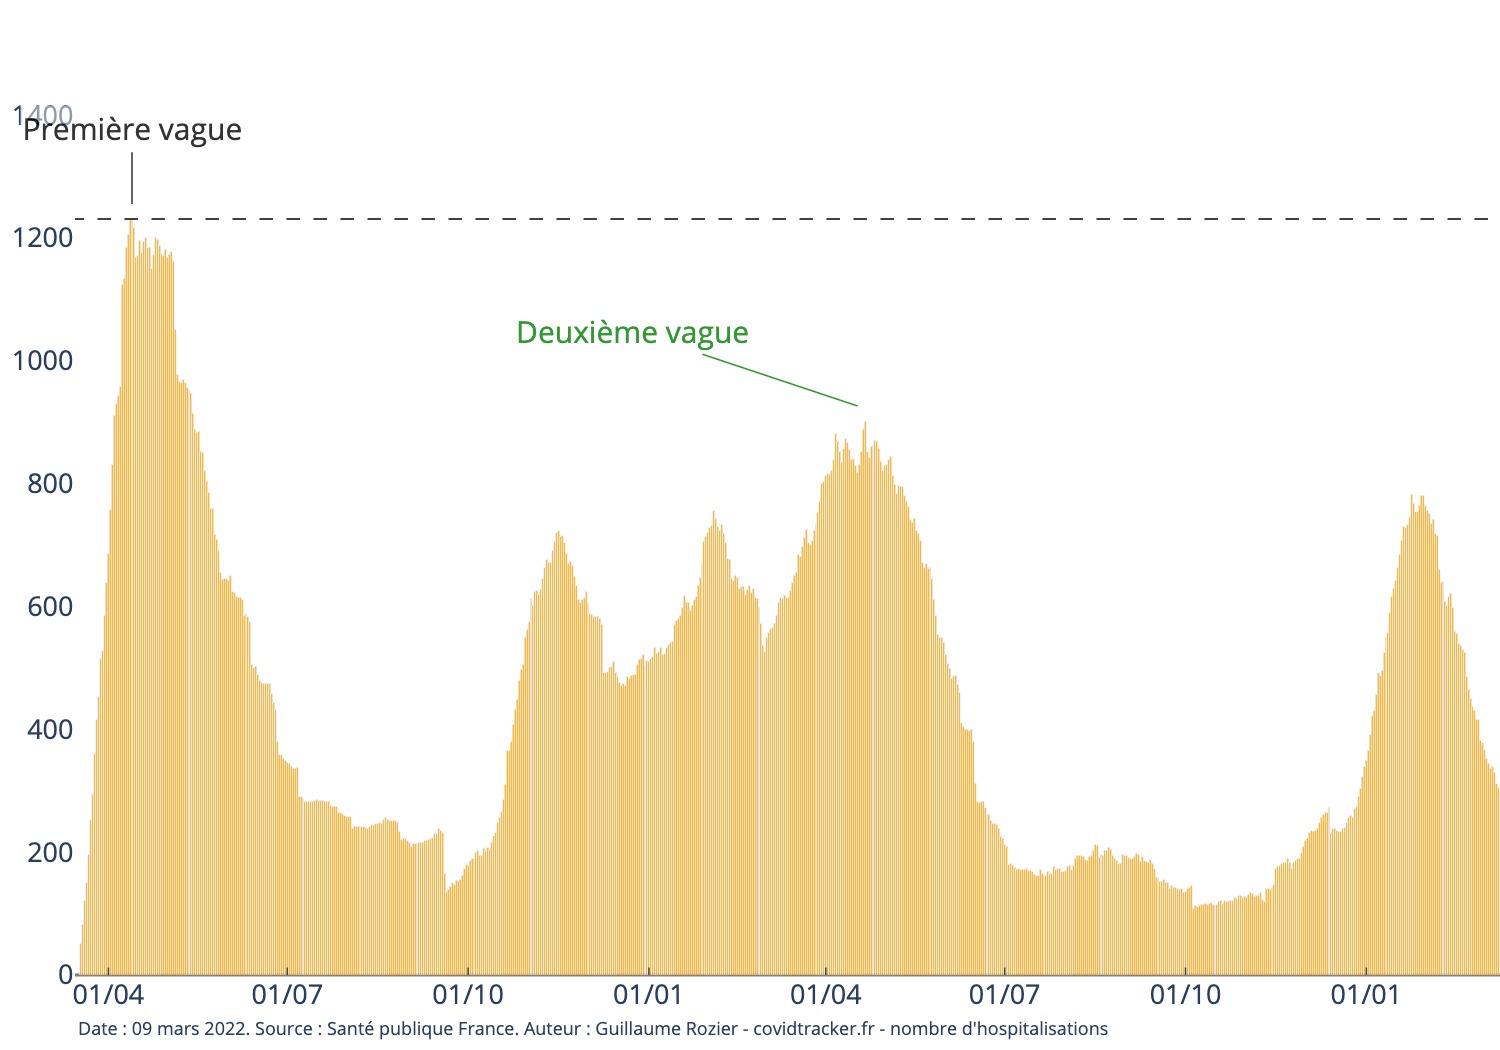 1400
Première vague
1200
Deuxième vague
1000
800
600
400
200
0
01/04 01/07 01/10 01/01 01/04 01/07 01/10 01/01
Date : 09 mars 2022. Source : Santé publique France. Auteur : Guillaume Rozier - covidtracker.fr - nombre d'hospitalisations